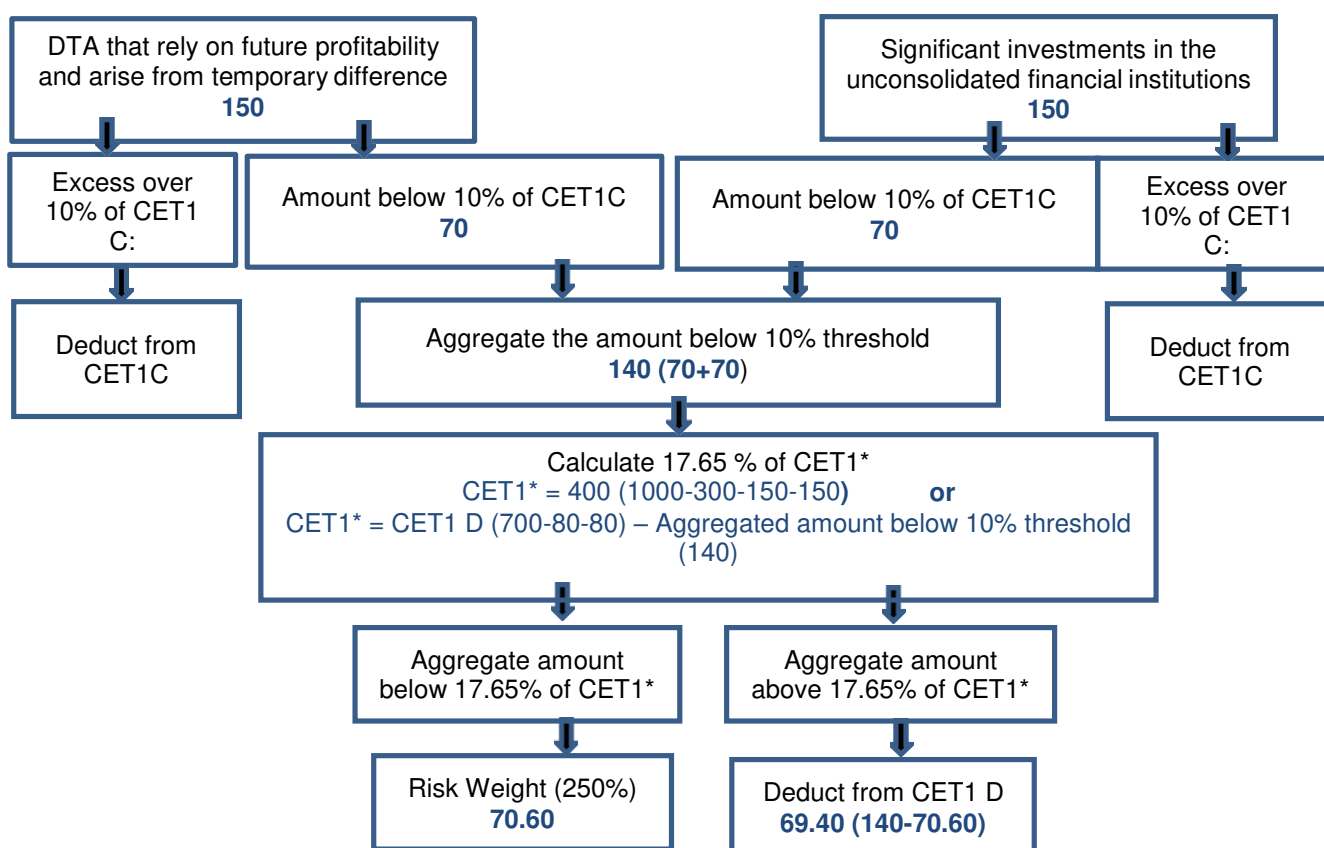 DTA that rely on future profitability
and arise from temporary difference
150
Significant investments in the
unconsolidated financial institutions
150
Excess over
10% of CET1
C:
Amount below 10% of CET1C
70
Amount below 10% of CET1C
70
Excess over
10% of CET1
C:
Deduct from
CET1C
Aggregate the amount below 10% threshold
140 (70+70)
Deduct from
CET1C
Calculate 17.65 % of CET1*
CET1* = 400 (1000-300-150-150) or
CET1* = CET1 D (700-80-80) – Aggregated amount below 10% threshold
(140)
Aggregate amount
below 17.65% of CET1*
Aggregate amount
above 17.65% of CET1*
Risk Weight (250%)
70.60
Deduct from CET1 D
69.40 (140-70.60)